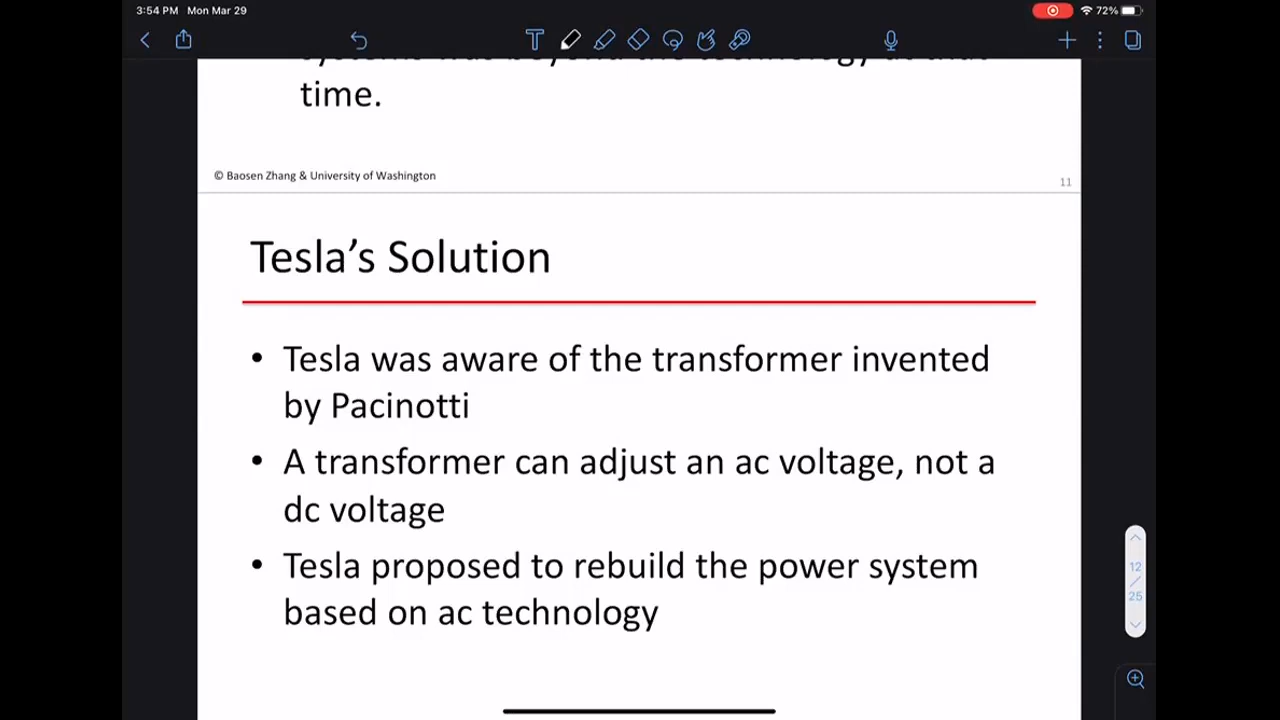 3:54 PM Mon Mar 29
72%
time.
© Baosen Zhang & University of Washington
11
Tesla's Solution
• Tesla was aware of the transformer invented
by Pacinotti
• A transformer can adjust an ac voltage, not a
dc voltage
• Tesla proposed to rebuild the power system
based on ac technology
12
/
25